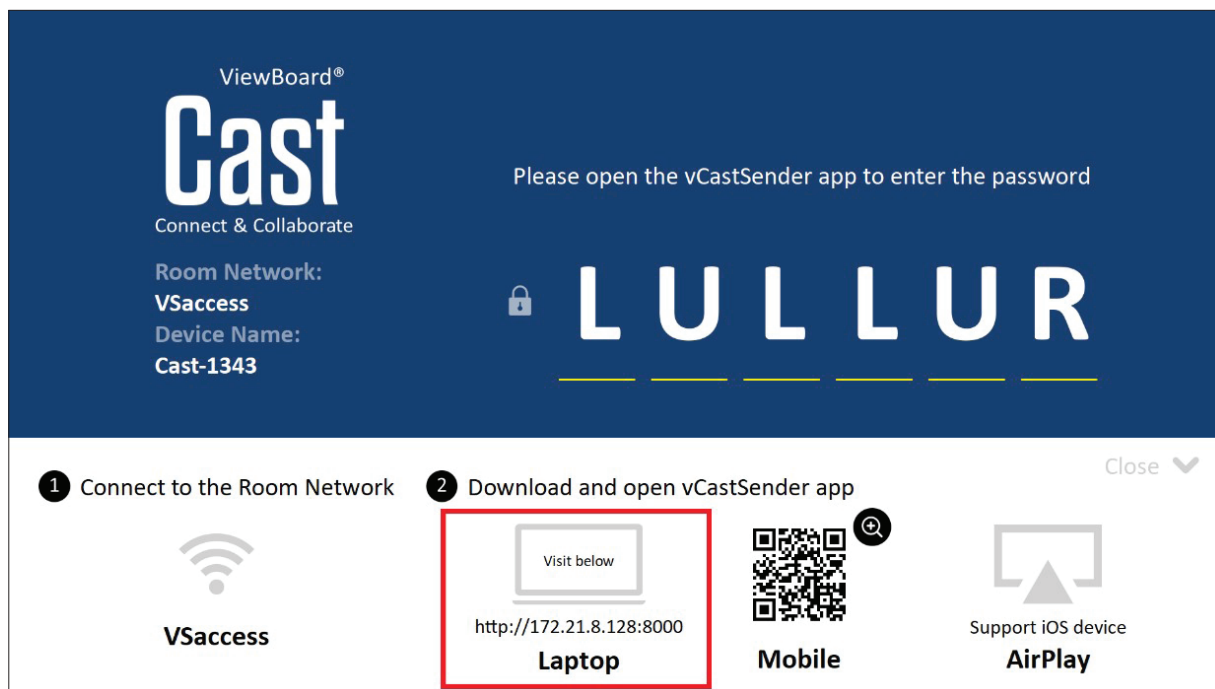 ViewBoard®
Cast
Connect & Collaborate
Room Network:
VSaccess
Device Name:
Cast-1343
Please open the vCastSender app to enter the password
LULLUR
Close
1 Connect to the Room Network
VSaccess
2 Download and open vCastSender app
Visit below
http://172.21.8.128:8000
Laptop
Mobile
Support iOS device
AirPlay